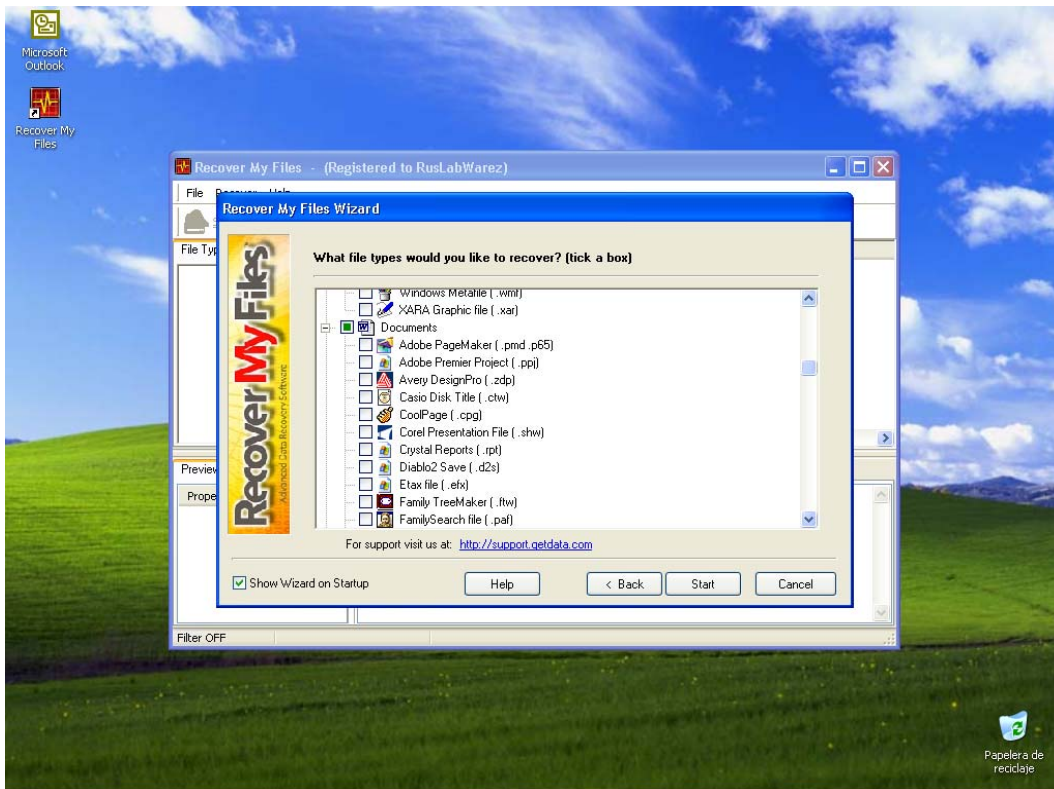 Microsoft
Outlook
Recover My
Files
Recover My Files - (Registered to RusLabWarez)
File Recover Help
Recover My Files Wizard
File Typ
RecoverMyFiles
Advanced Data Recovery Software
What file types would you like to recover? (tick a box)
Windows Metafile ( .wmf)
XARA Graphic file ( .xar)
Documents
Adobe PageMaker ( .pmd .p65)
Adobe Premier Project ( .ppj)
Avery DesignPro ( .zdp)
Casio Disk Title ( .ctw)
CoolPage ( .cpg)
Corel Presentation File ( .shw)
Crystal Reports ( .rpt)
Diablo2 Save ( .d2s)
Etax file ( .efx)
Family TreeMaker ( .ftw)
FamilySearch file ( .paf)
Preview
Prope
For support visit us at: http://support.getdata.com
Show Wizard on Startup
Help
< Back
Start
Cancel
Filter OFF
Papelera de
reciclaje